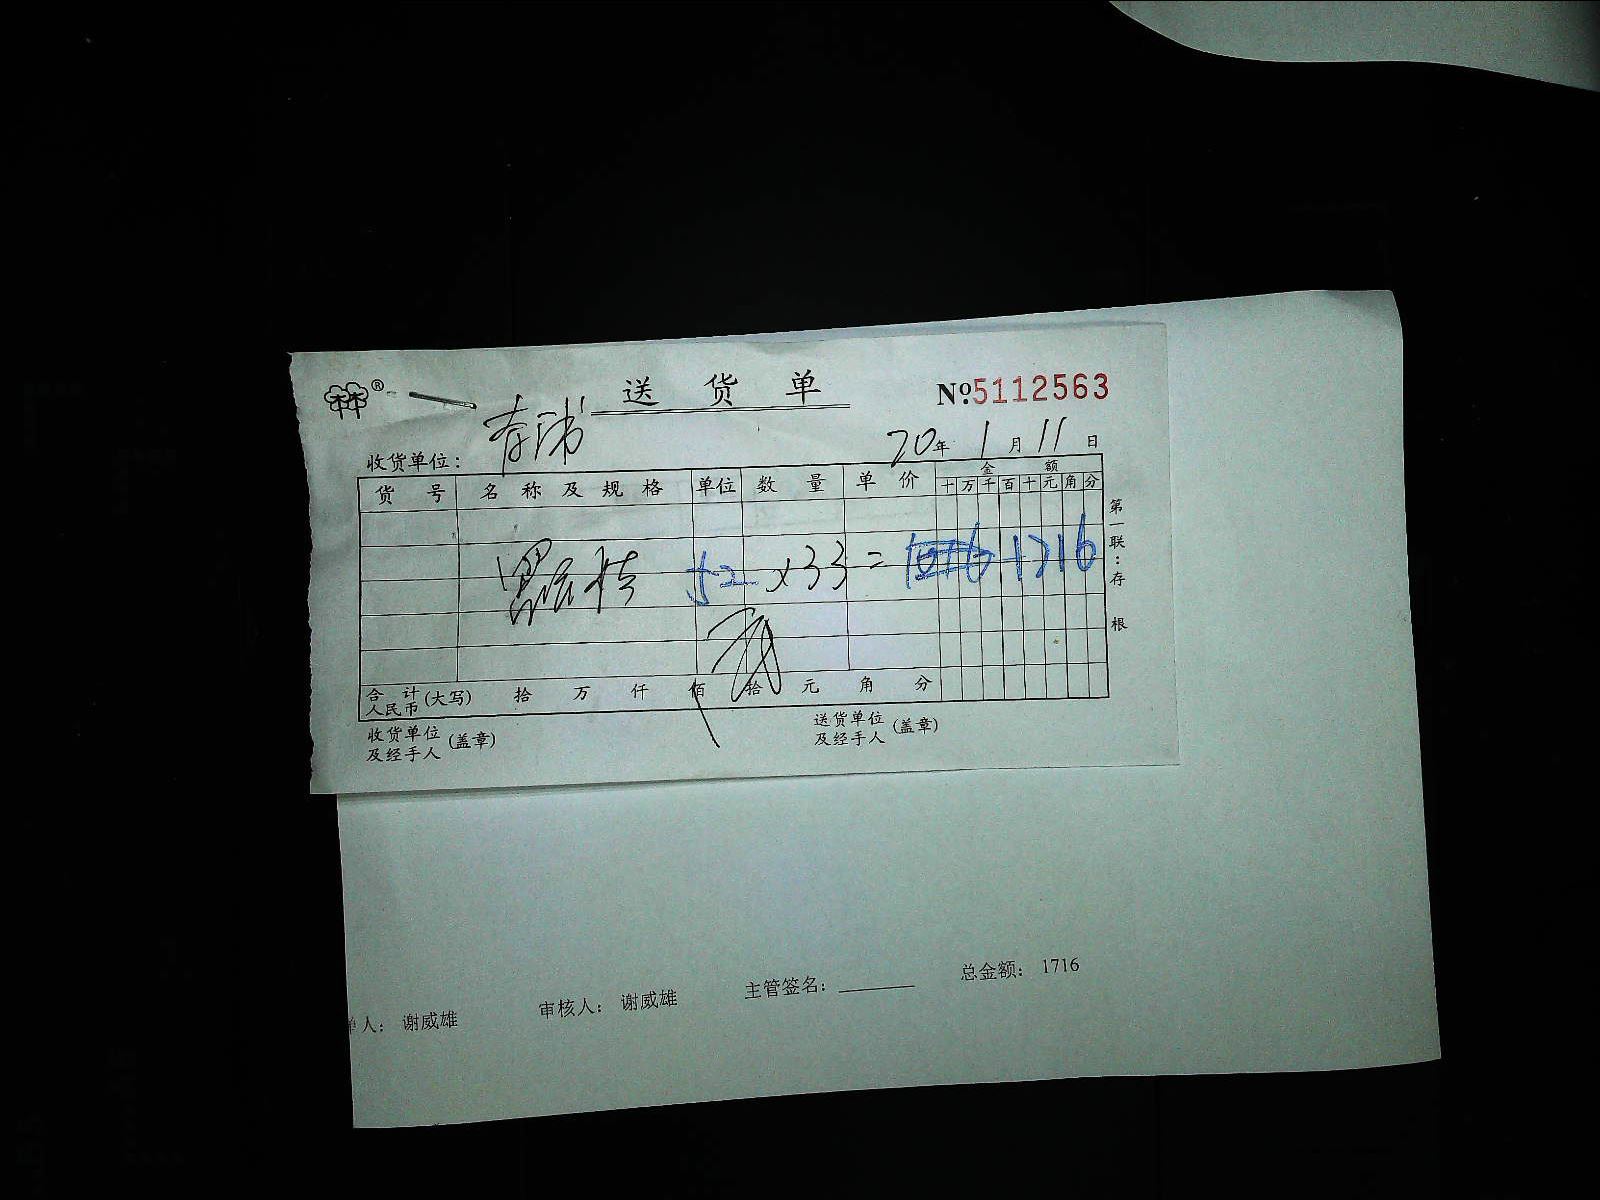 ® 送货单 №5112563
收货单位: 20年1月11日
货号 名称及规格 单位 数量 单价 金额
十万千百十元角分
52 x33= 1716
合计人民币(大写) 拾 万 仟 佰 拾 元 角 分
收货单位及经手人(盖章) 送货单位及经手人(盖章)
第一联:存根
单人: 谢威雄 审核人: 谢威雄 主管签名: 总金额: 1716